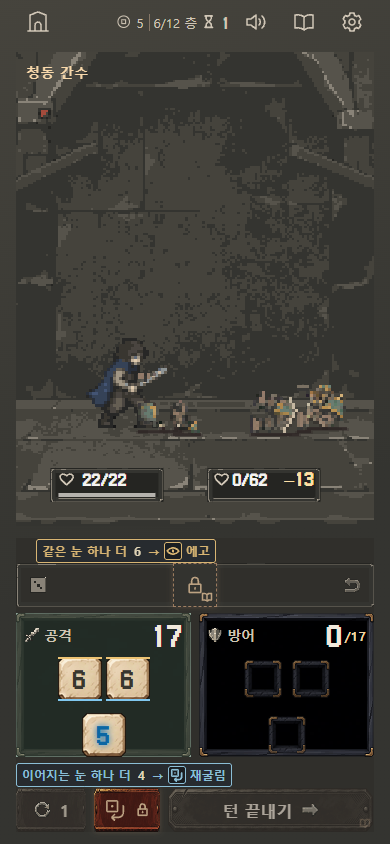 5 6/12 층 1
청동 간수
22/22
0/62 –13
같은 눈 하나 더 6 → 예고
공격 17
방어 0/17
6 6
5
이어지는 눈 하나 더 4 → 재굴림
1
턴 끝내기 ⇒